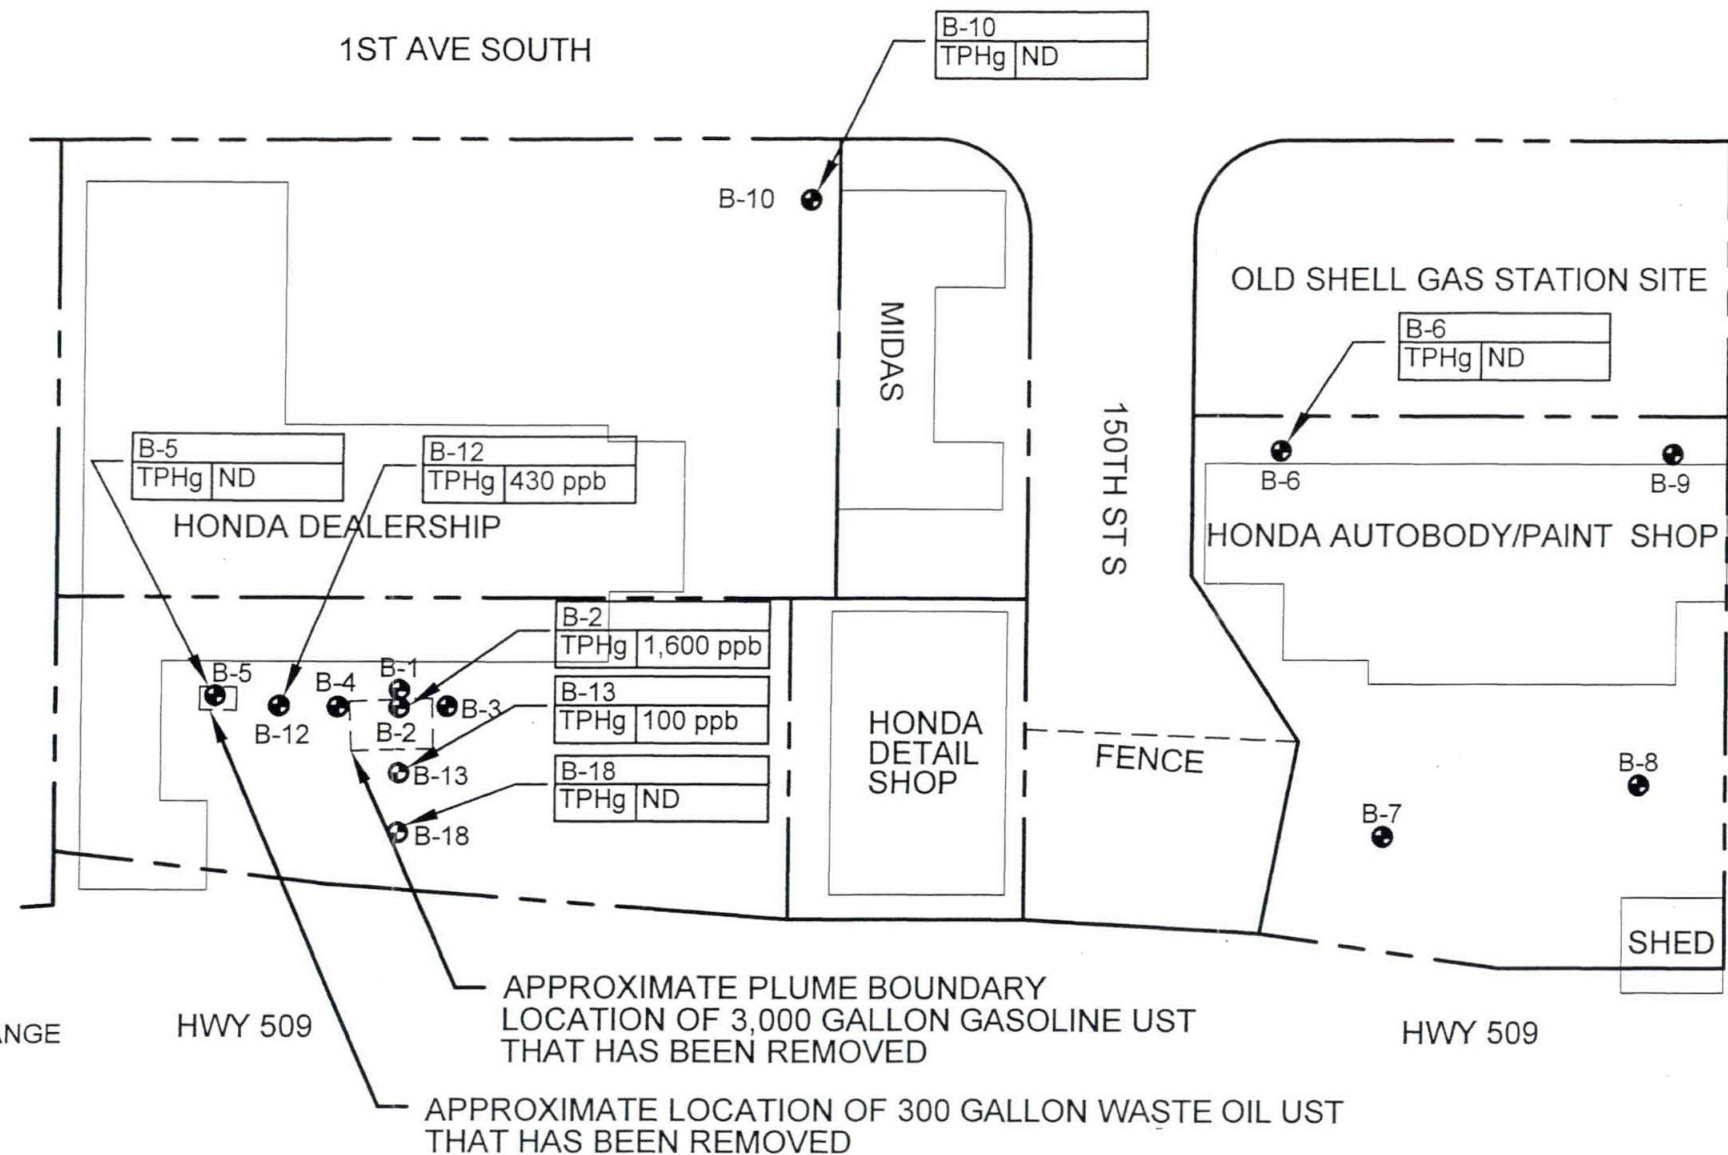 1ST AVE SOUTH
B-10
TPHg ND
B-10
MIDAS
150TH ST S
OLD SHELL GAS STATION SITE
B-6
TPHg ND
B-6
B-9
HONDA AUTOBODY/PAINT SHOP
B-5
TPHg ND
B-12
TPHg 430 ppb
HONDA DEALERSHIP
B-2
TPHg 1,600 ppb
B-13
TPHg 100 ppb
B-18
TPHg ND
B-5
B-12
B-4
B-1
B-2
B-3
B-13
B-18
HONDA
DETAIL
SHOP
FENCE
B-7
B-8
SHED
APPROXIMATE PLUME BOUNDARY
LOCATION OF 3,000 GALLON GASOLINE UST
THAT HAS BEEN REMOVED
HWY 509
HWY 509
APPROXIMATE LOCATION OF 300 GALLON WASTE OIL UST
THAT HAS BEEN REMOVED